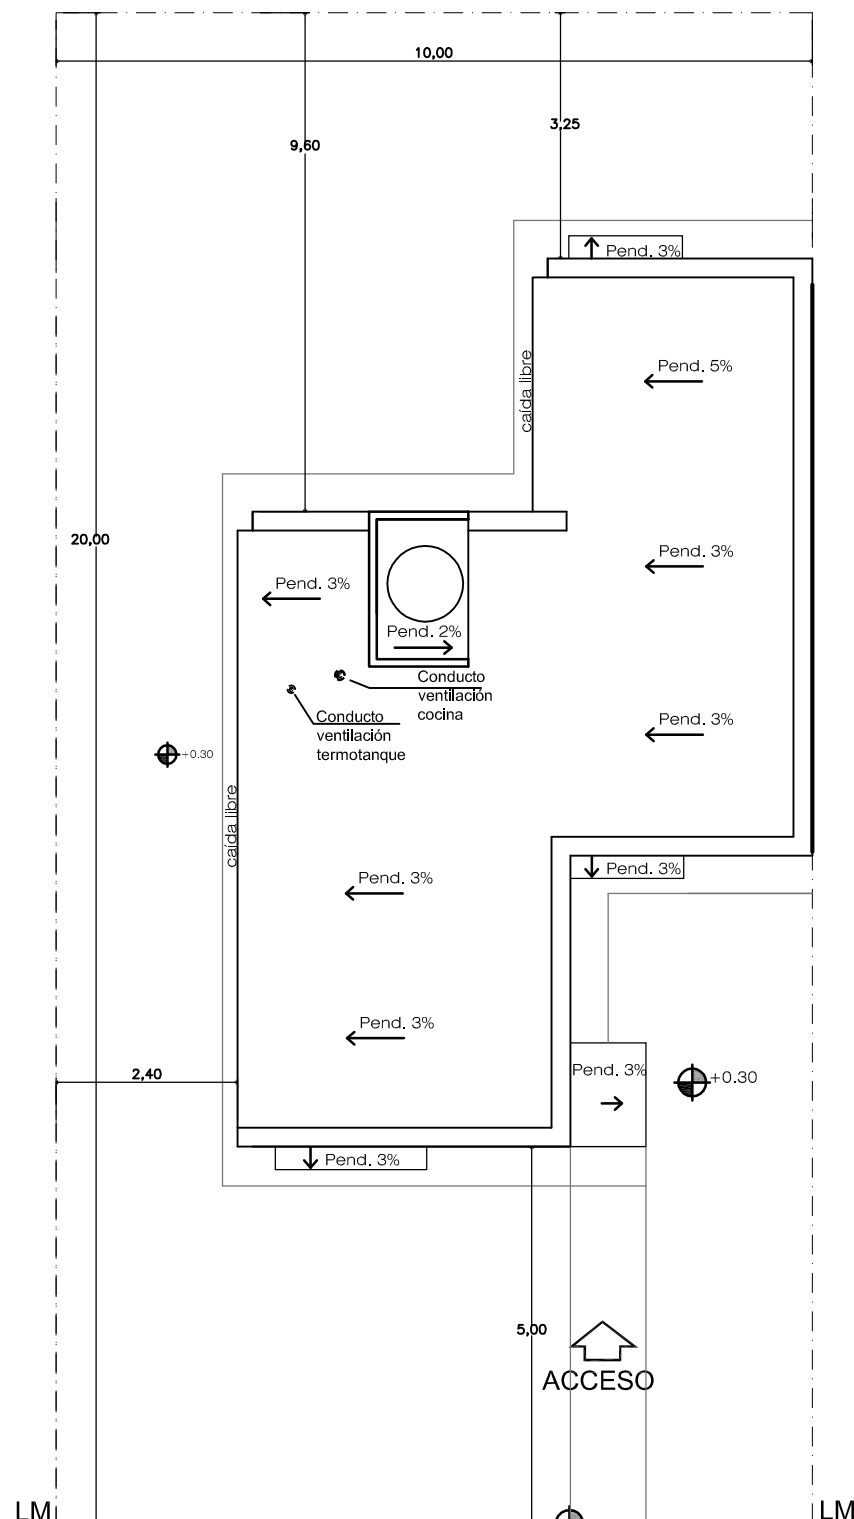 10,00
3,25
9,60
Pend. 3%
Pend. 5%
caída libre
20,00
Pend. 3%
Pend. 3%
Pend. 2%
Conducto
ventilación
cocina
Conducto
ventilación
termotanque
Pend. 3%
+0.30
caída libre
Pend. 3%
Pend. 3%
Pend. 3%
Pend. 3%
2,40
+0.30
Pend. 3%
5,00
ACCESO
LM
LM